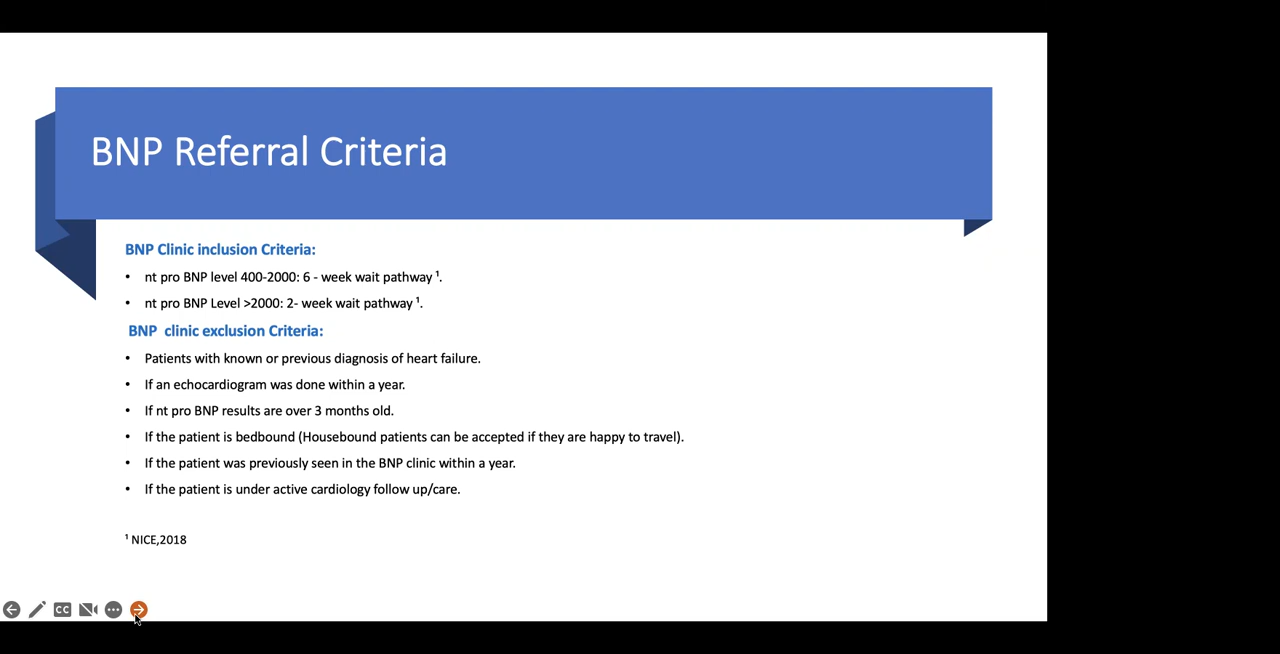 BNP Referral Criteria
BNP Clinic inclusion Criteria:
• nt pro BNP level 400-2000: 6 - week wait pathway ¹.
• nt pro BNP Level >2000: 2- week wait pathway ¹.
BNP  clinic exclusion Criteria:
• Patients with known or previous diagnosis of heart failure.
• If an echocardiogram was done within a year.
• If nt pro BNP results are over 3 months old.
• If the patient is bedbound (Housebound patients can be accepted if they are happy to travel).
• If the patient was previously seen in the BNP clinic within a year.
• If the patient is under active cardiology follow up/care.
¹ NICE,2018
CC